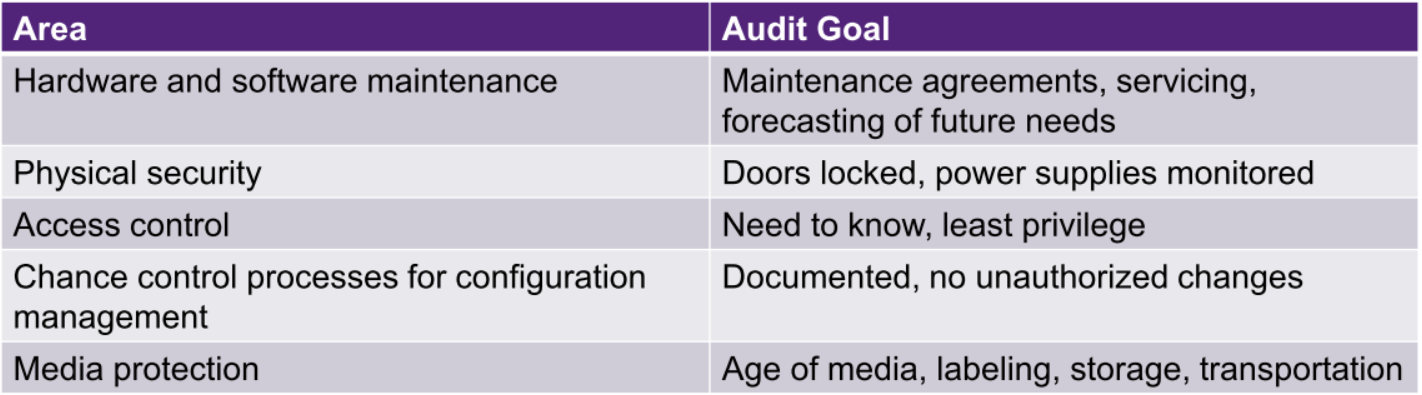 Area
Audit Goal
Hardware and software maintenance
Maintenance agreements, servicing,
forecasting of future needs
Physical security
Doors locked, power supplies monitored
Access control
Need to know, least privilege
Chance control processes for configuration
management
Documented, no unauthorized changes
Media protection
Age of media, labeling, storage, transportation